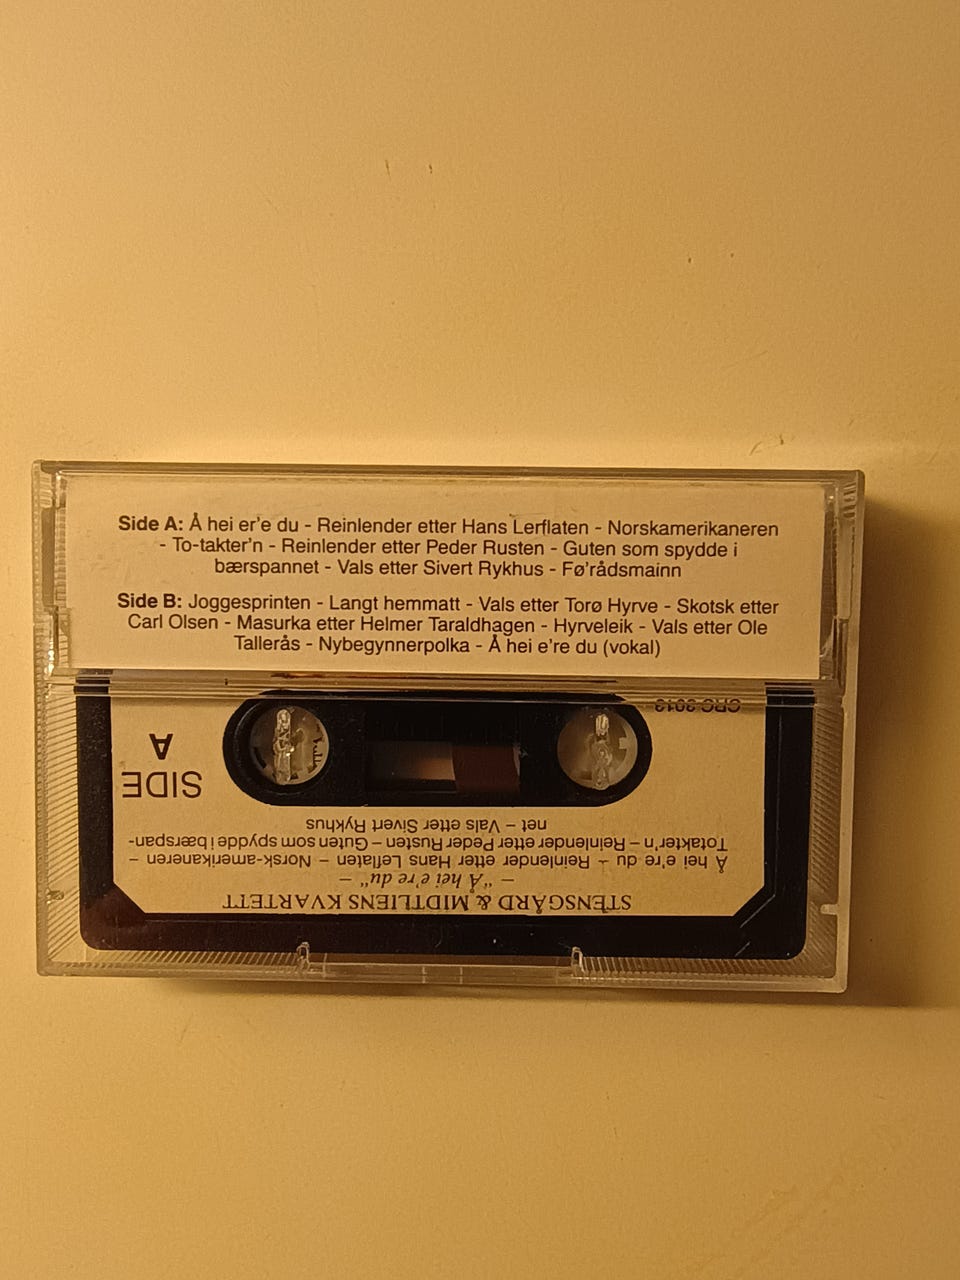 Side A: Å hei er'e du - Reinlender etter Hans Lerflaten - Norskamerikaneren
- To-takter'n - Reinlender etter Peder Rusten - Guten som spydde i
bærspannet - Vals etter Sivert Rykhus - Fø'rådsmainn
Side B: Joggesprinten - Langt hemmatt - Vals etter Torø Hyrve - Skotsk etter
Carl Olsen - Masurka etter Helmer Taraldhagen - Hyrveleik - Vals etter Ole
Tallerås - Nybegynnerpolka - Å hei e're du (vokal)
STENSGÅRD & MIDTLIENS KVARTETT
– "Å hei e're du" –
Å hei e're du – Reinlender etter Hans Leflaten – Norsk-amerikaneren –
Totakter'n – Reinlender etter Peder Rusten – Guten som spydde i bærspan-
net – Vals etter Sivert Rykhus
SIDE
A